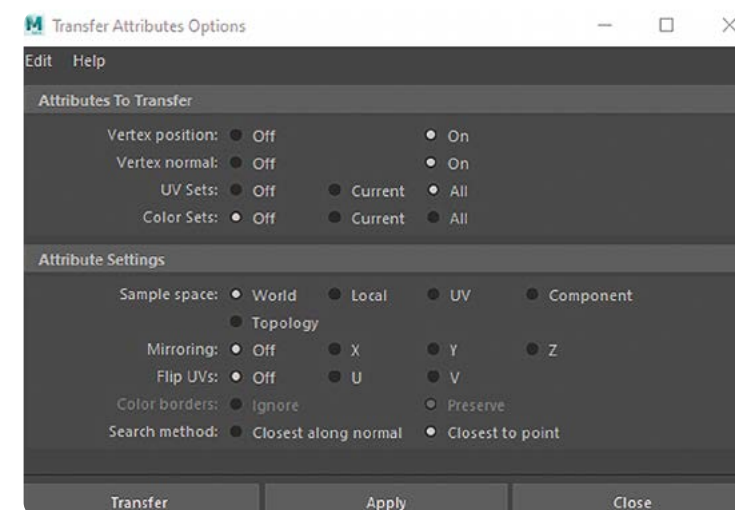 Transfer Attributes Options
Edit Help
Attributes To Transfer
Vertex position: Off On
Vertex normal: Off On
UV Sets: Off Current All
Color Sets: Off Current All
Attribute Settings
Sample space: World Local UV Component
Topology
Mirroring: Off X Y Z
Flip UVs: Off U V
Color borders: Ignore Preserve
Search method: Closest along normal Closest to point
Transfer Apply Close